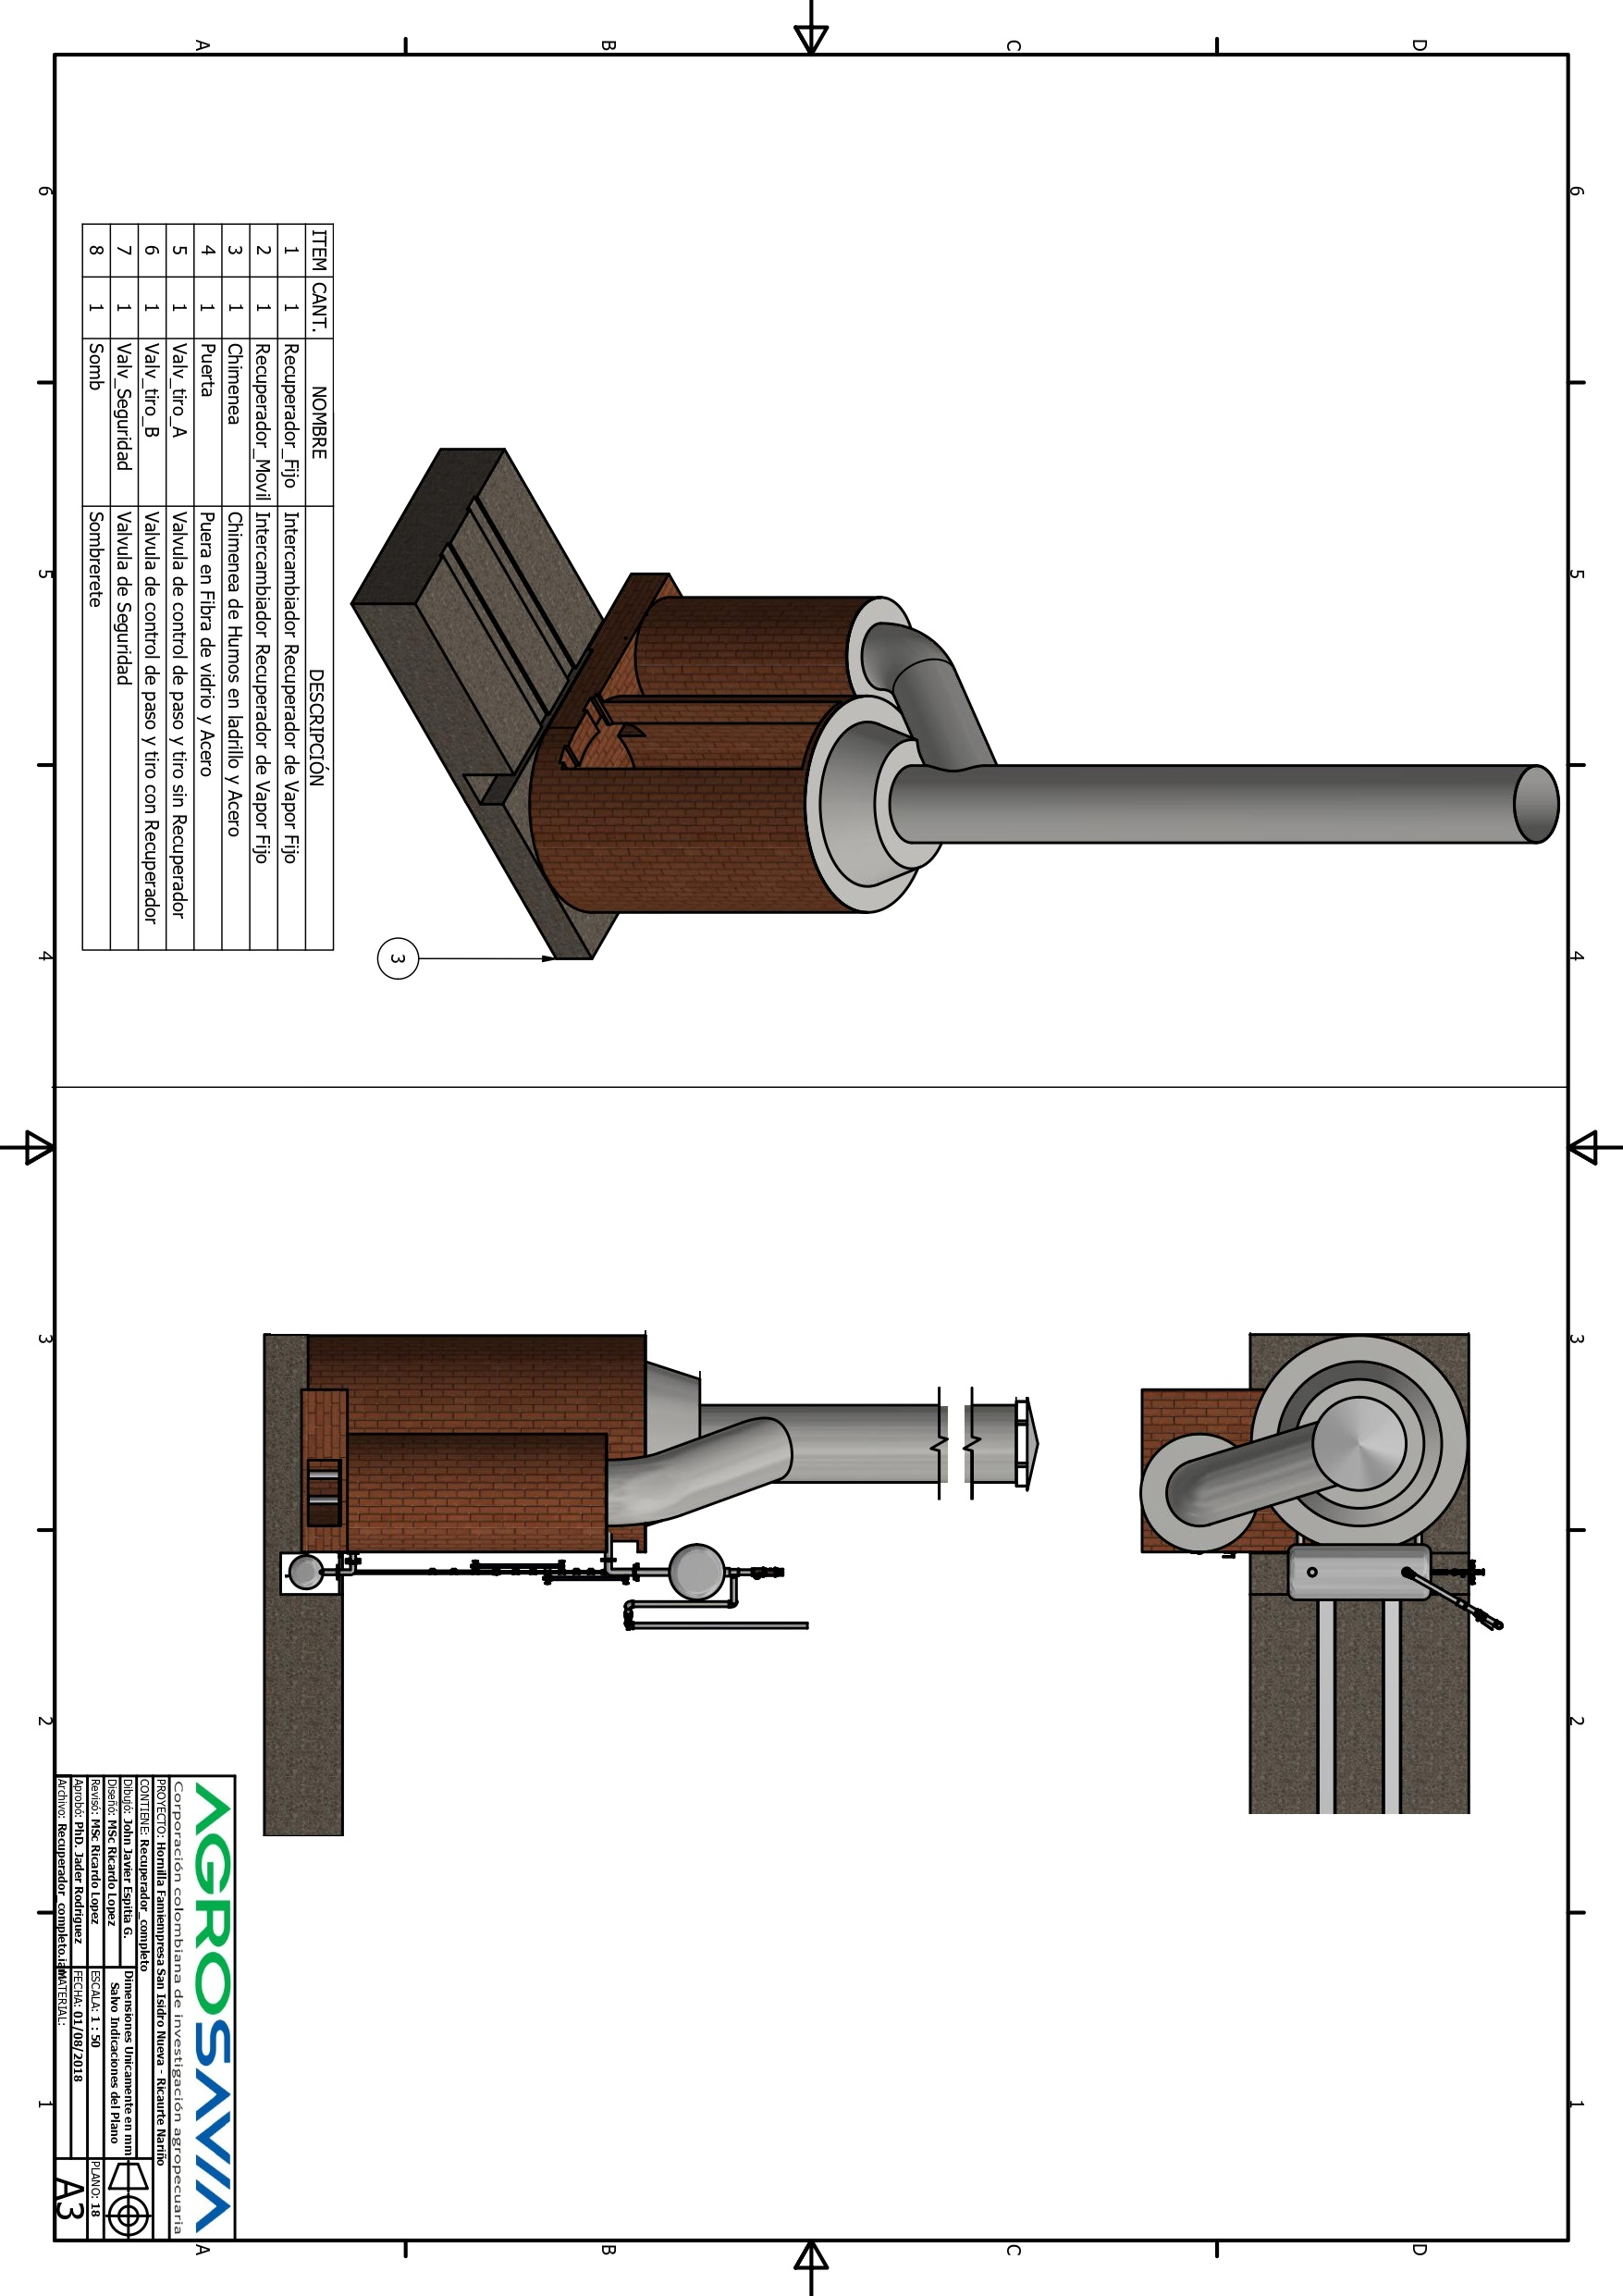 ITEM CANT. NOMBRE DESCRIPCIÓN
1 1 Recuperador_Fijo Intercambiador Recuperador de Vapor Fijo
2 1 Recuperador_Movil Intercambiador Recuperador de Vapor Fijo
3 1 Chimenea Chimenea de Humos en ladrillo y Acero
4 1 Puerta Puera en Fibra de vidrio y Acero
5 1 Valv_tiro_A Valvula de control de paso y tiro sin Recuperador
6 1 Valv_tiro_B Valvula de control de paso y tiro con Recuperador
7 1 Valv_Seguridad Valvula de Seguridad
8 1 Somb Sombrerete
3
AGROSAVIA
Corporación colombiana de investigación agropecuaria
PROYECTO: Hornilla Famiempresa San Isidro Nueva - Ricaurte Nariño
CONTIENE: Recuperador_completo
Dibujó: John Javier Espitia G.
Diseñó: MSc Ricardo Lopez
Revisó: MSc Ricardo Lopez
Aprobó: PhD. Jader Rodriguez
Archivo: Recuperador_completo.iam
Dimensiones Unicamente en mm
Salvo Indicaciones del Plano
ESCALA: 1 : 50
FECHA: 01/08/2018
MATERIAL:
PLANO: 18
A3
6 5 4 3 2 1
6 5 4 3 2 1
A B C D
A B C D